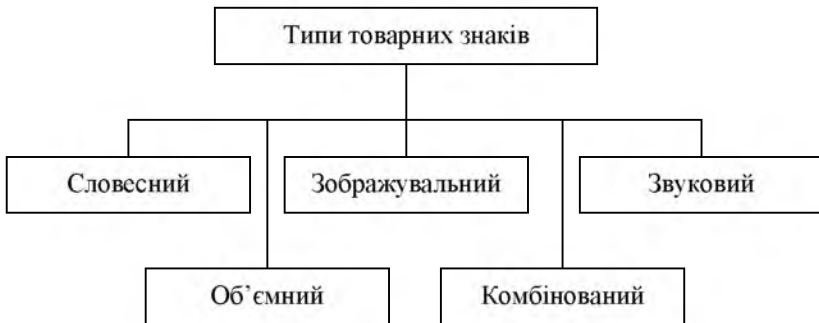 Типи товарних знаків
Словесний
Зображувальний
Звуковий
Об’ємний
Комбінований